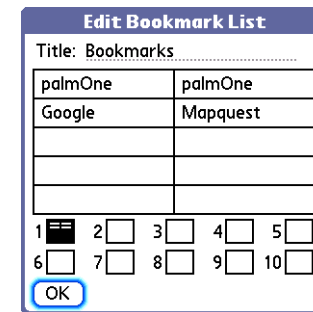 Edit Bookmark List
Title: Bookmarks
palmOne palmOne
Google Mapquest
1 2 3 4 5
6 7 8 9 10
OK